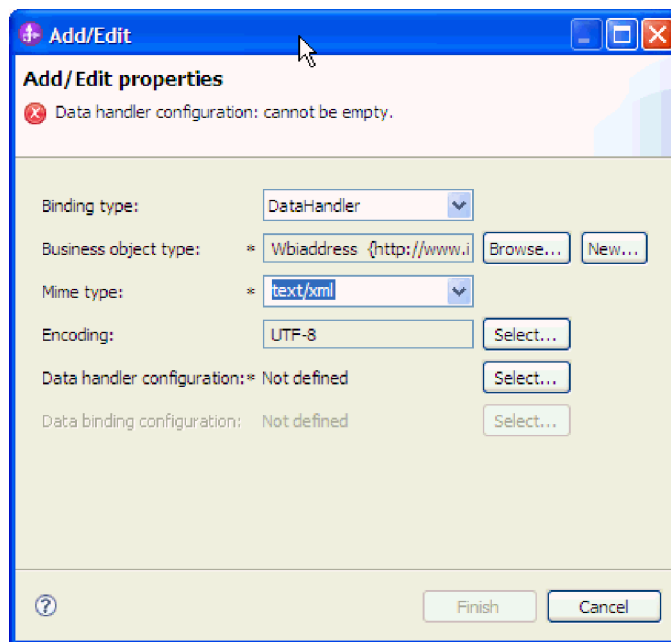 Add/Edit
Add/Edit properties
Data handler configuration: cannot be empty.
Binding type: DataHandler
Business object type: * Wbiaddress {http://www.i Browse... New...
Mime type: * text/xml
Encoding: UTF-8 Select...
Data handler configuration:* Not defined Select...
Data binding configuration: Not defined Select...
? Finish Cancel